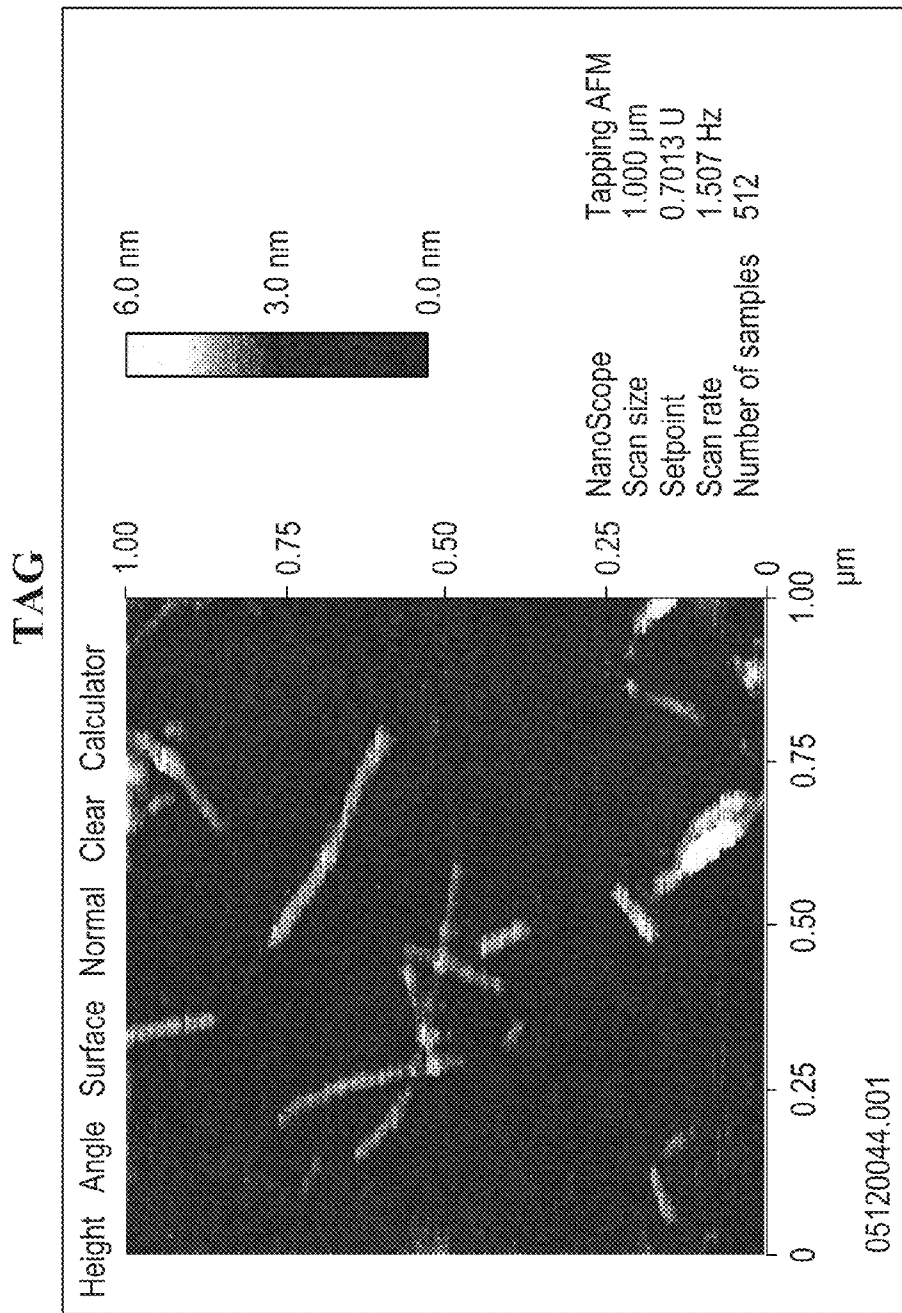 TAG
Height Angle Surface Normal Clear Calculator
1.00
0.75
0.50
0.25
0
µm
0 0.25 0.50 0.75 1.00
05120044.001
6.0 nm
3.0 nm
0.0 nm
NanoScope Tapping AFM
Scan size 1.000 µm
Setpoint 0.7013 U
Scan rate 1.507 Hz
Number of samples 512